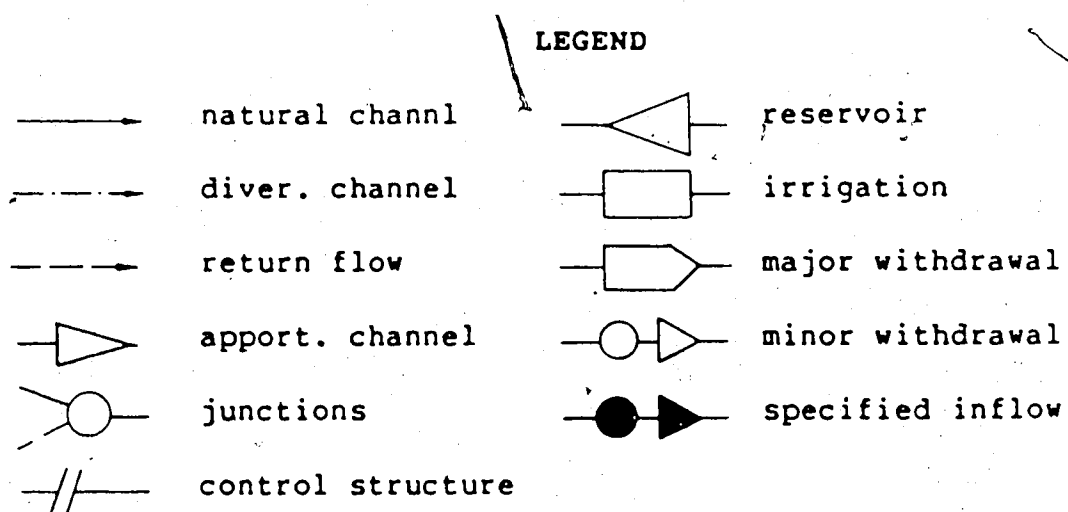 LEGEND
natural channl
diver. channel
return flow
apport. channel
junctions
control structure
reservoir
irrigation
major withdrawal
minor withdrawal
specified inflow